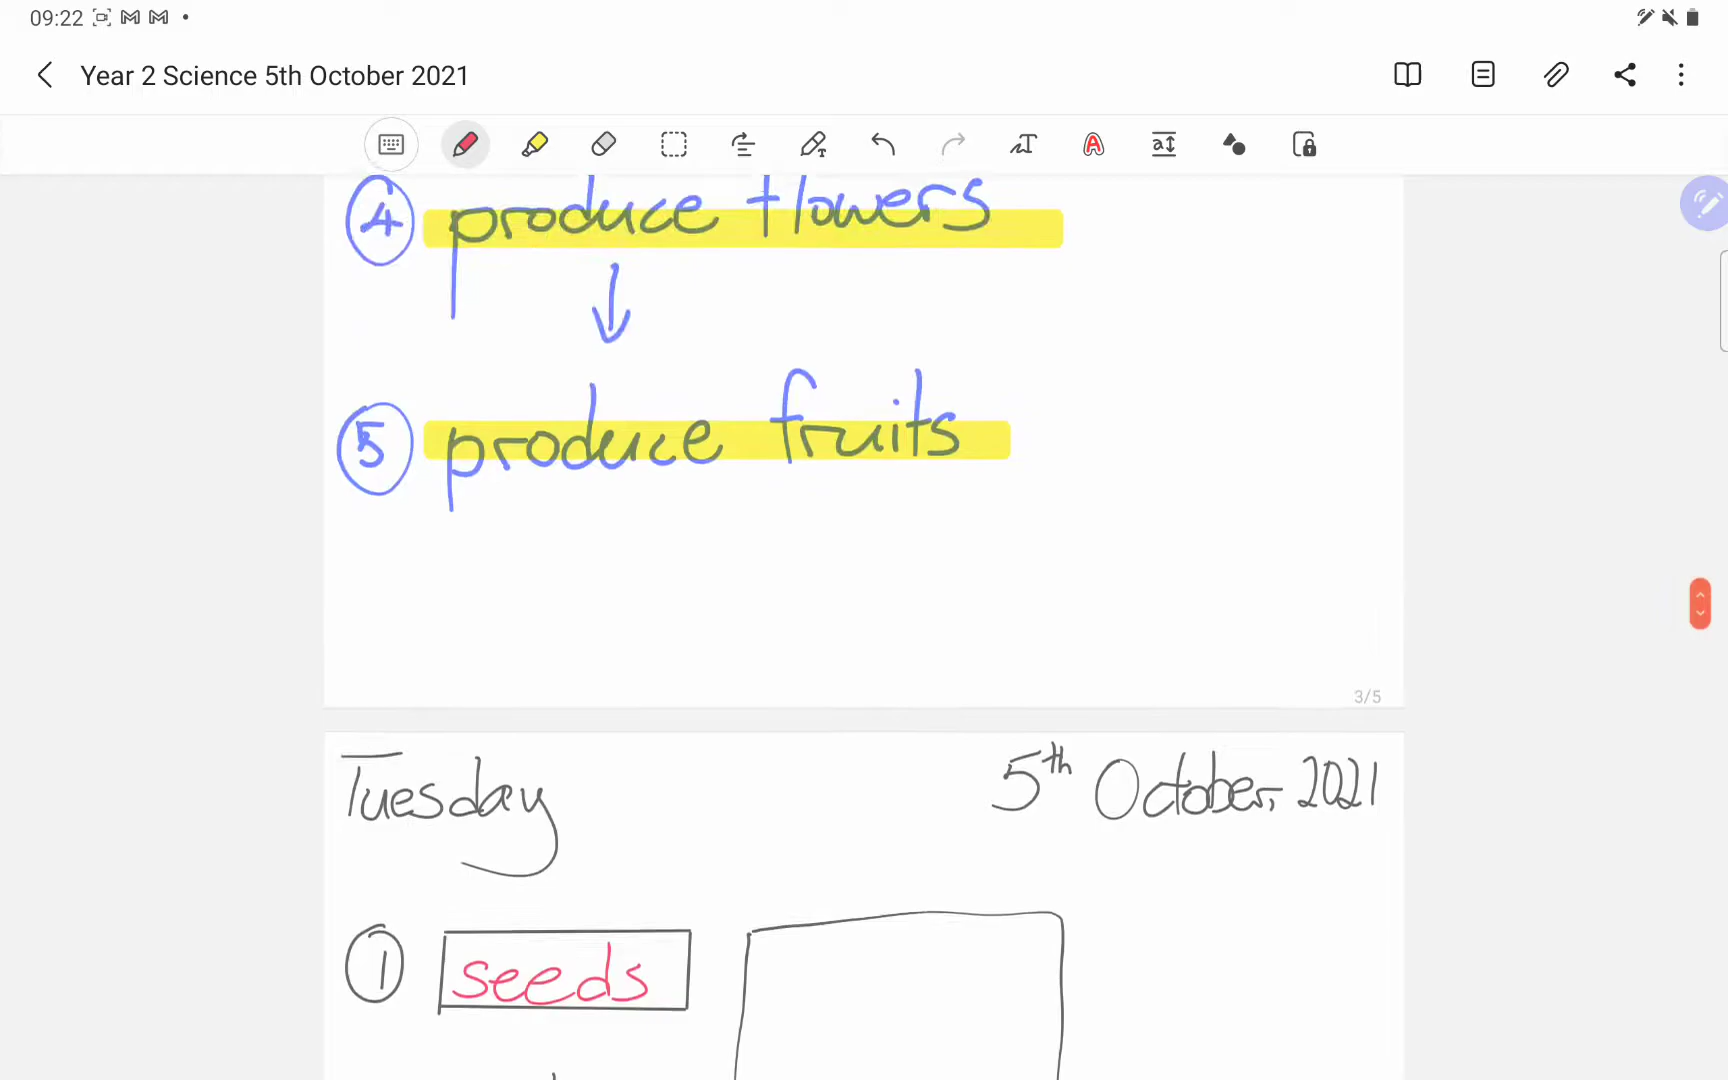 09:22
Year 2 Science 5th October 2021
4 produce flowers
5 produce fruits
3/5
Tuesday 5th October, 2021
1 seeds